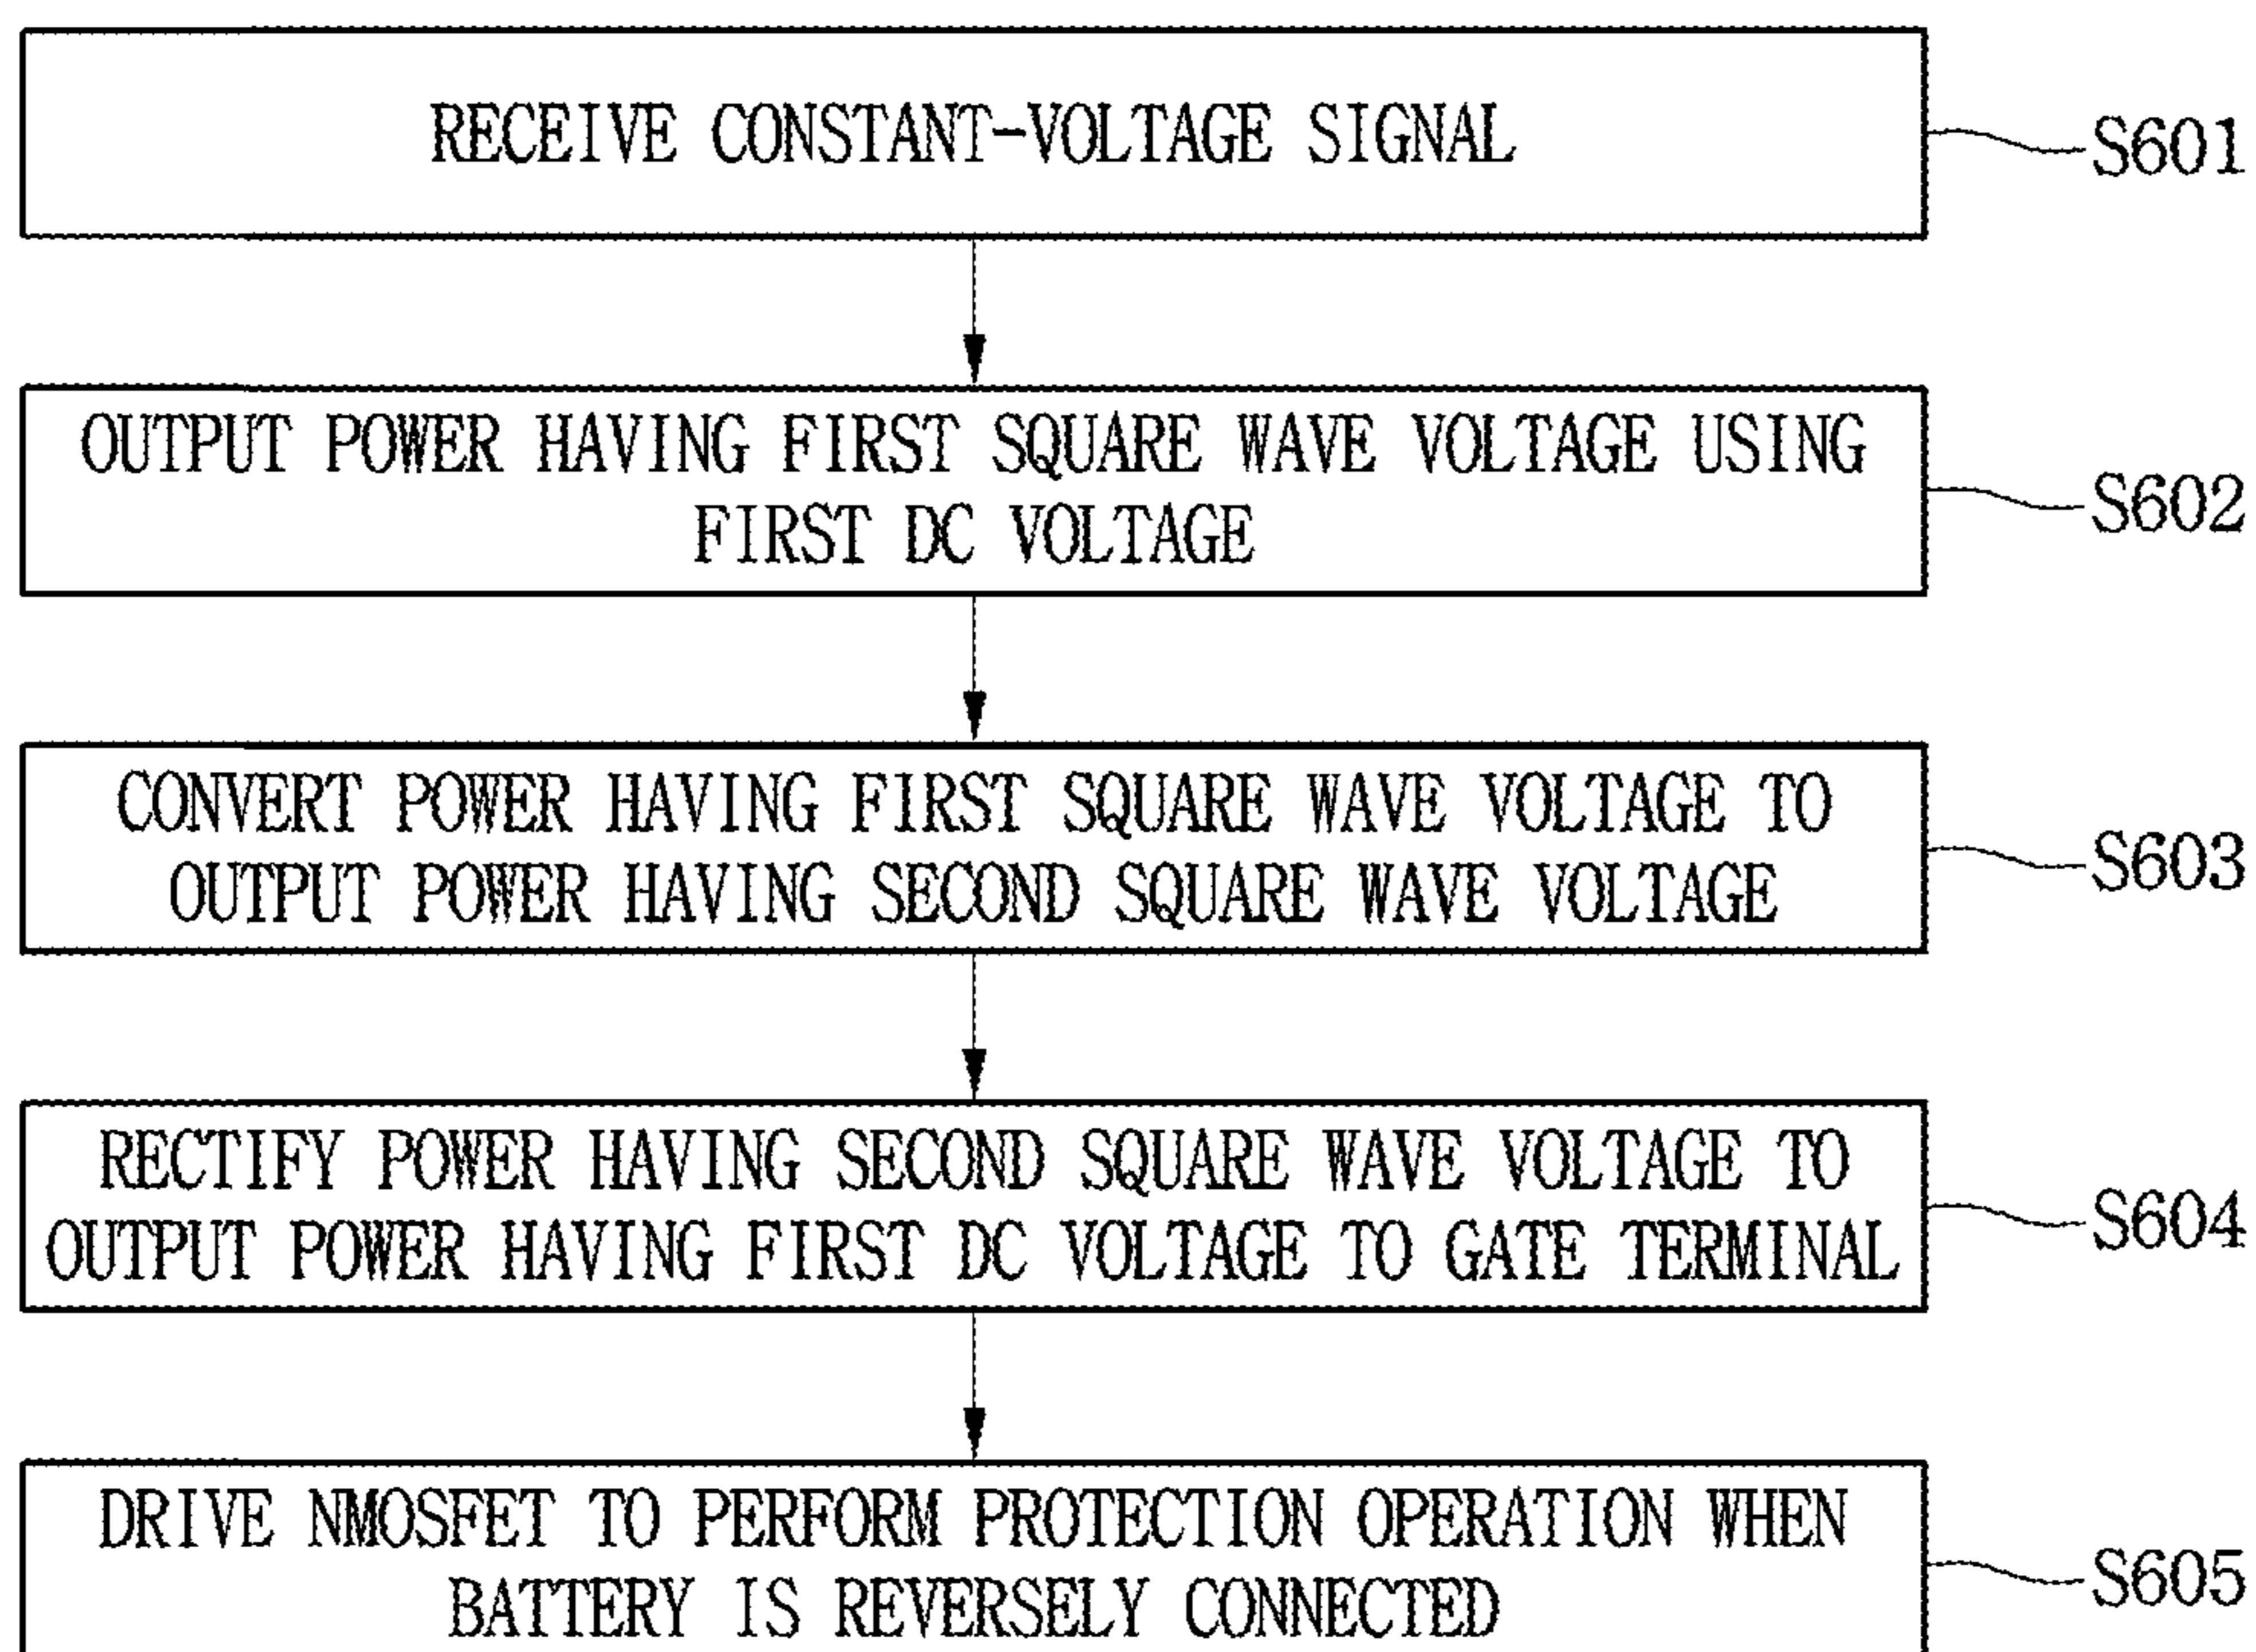 RECEIVE CONSTANT-VOLTAGE SIGNAL
S601
OUTPUT POWER HAVING FIRST SQUARE WAVE VOLTAGE USING
FIRST DC VOLTAGE
S602
CONVERT POWER HAVING FIRST SQUARE WAVE VOLTAGE TO
OUTPUT POWER HAVING SECOND SQUARE WAVE VOLTAGE
S603
RECTIFY POWER HAVING SECOND SQUARE WAVE VOLTAGE TO
OUTPUT POWER HAVING FIRST DC VOLTAGE TO GATE TERMINAL
S604
DRIVE NMOSFET TO PERFORM PROTECTION OPERATION WHEN
BATTERY IS REVERSELY CONNECTED
S605